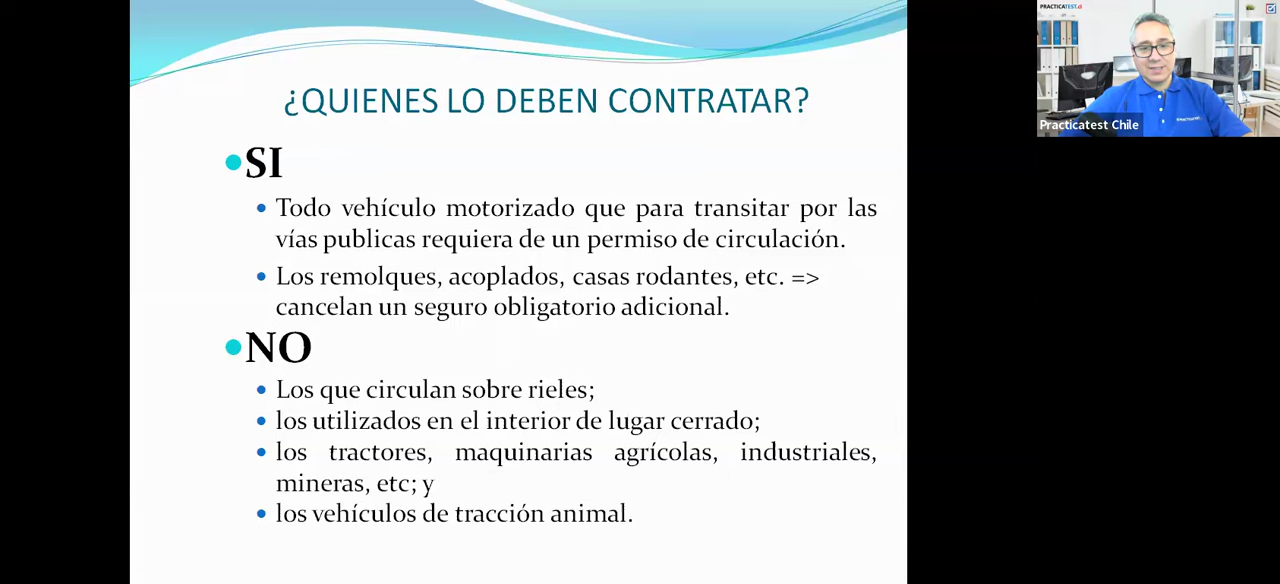 ¿QUIENES LO DEBEN CONTRATAR?
SI
Todo vehículo motorizado que para transitar por las
vías publicas requiera de un permiso de circulación.
Los remolques, acoplados, casas rodantes, etc. =>
cancelan un seguro obligatorio adicional.
NO
Los que circulan sobre rieles;
los utilizados en el interior de lugar cerrado;
los tractores, maquinarias agrícolas, industriales,
mineras, etc; y
los vehículos de tracción animal.
PRACTICATEST.cl
Practicatest Chile